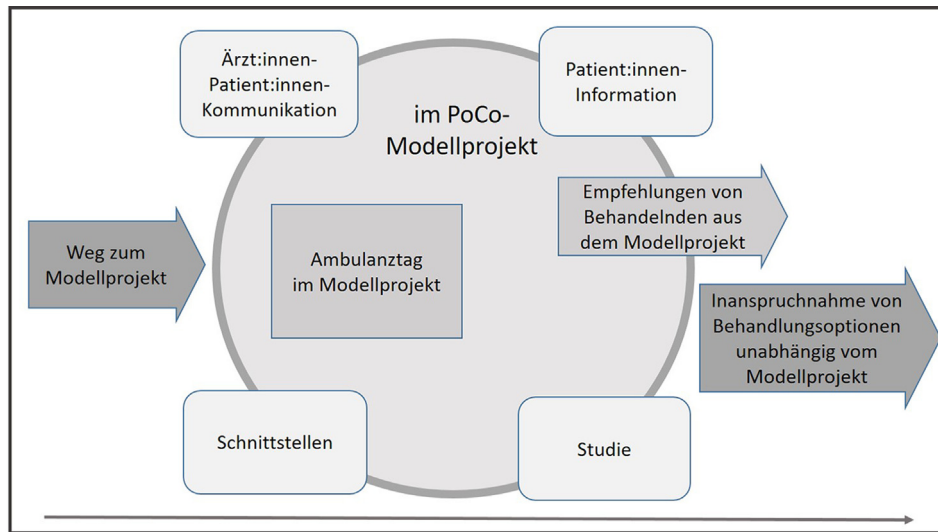 Ärzt:innen-
Patient:innen-
Kommunikation
Patient:innen-
Information
im PoCo-
Modellprojekt
Empfehlungen von
Behandelnden aus
dem Modellprojekt
Weg zum
Modellprojekt
Ambulanztag
im Modellprojekt
Inanspruchnahme von
Behandlungsoptionen
unabhängig vom
Modellprojekt
Schnittstellen
Studie